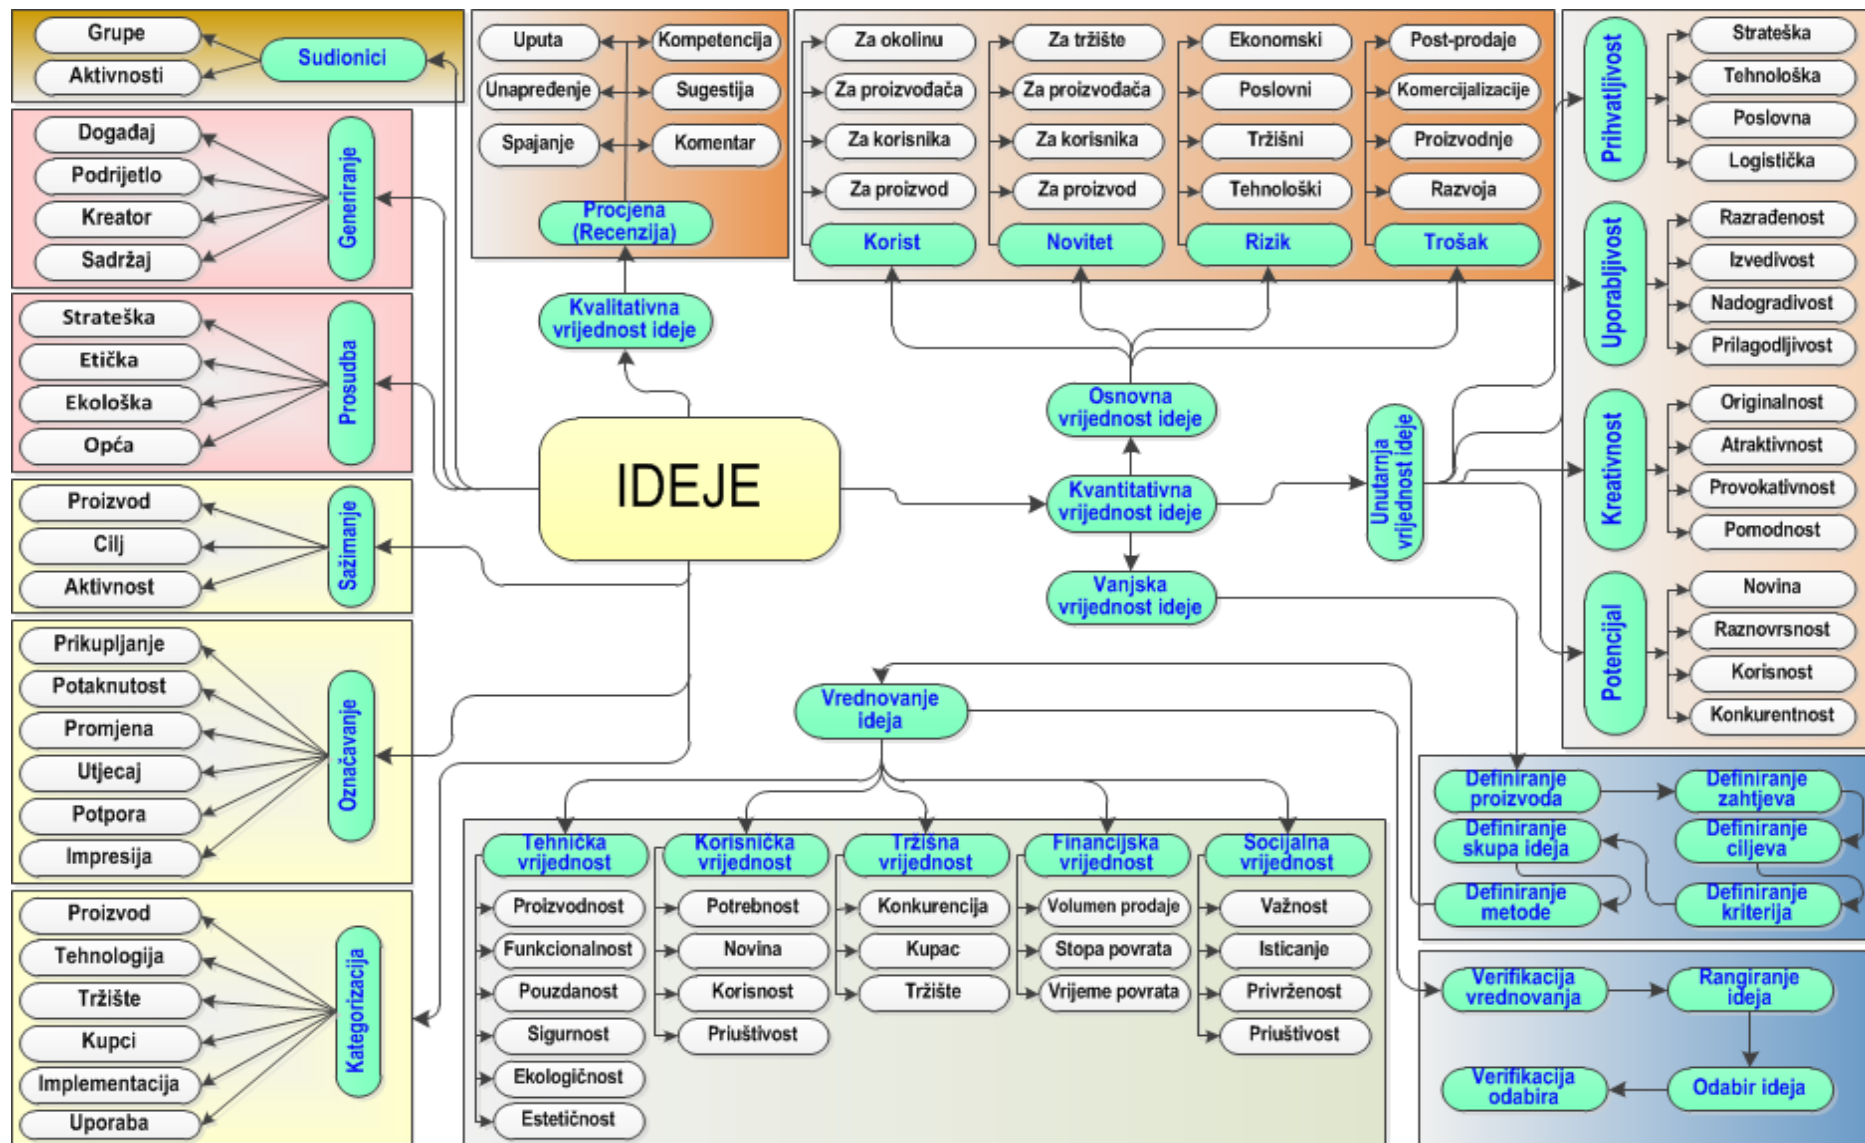 Grupe
Aktivnosti
Sudionici
Događaj
Podrijetlo
Kreator
Sadržaj
Generiranje
Strateška
Etička
Ekološka
Opća
Prosudba
Proizvod
Cilj
Aktivnost
Sažimanje
Prikupljanje
Potaknutost
Promjena
Utjecaj
Potpora
Impresija
Označavanje
Proizvod
Tehnologija
Tržište
Kupci
Implementacija
Uporaba
Kategorizacija
Uputa
Kompetencija
Unapređenje
Sugestija
Spajanje
Komentar
Procjena
(Recenzija)
Kvalitativna
vrijednost ideje
IDEJE
Za okolinu
Za proizvođača
Za korisnika
Za proizvod
Korist
Za tržište
Za proizvođača
Za korisnika
Za proizvod
Novitet
Ekonomski
Poslovni
Tržišni
Tehnološki
Rizik
Post-prodaje
Komercijalizacije
Proizvodnje
Razvoja
Trošak
Osnovna
vrijednost ideje
Kvantitativna
vrijednost ideje
Vanjska
vrijednost ideje
Unutarnja
vrijednost ideje
Prihvatljivost
Strateška
Tehnološka
Poslovna
Logistička
Uporabljivost
Razrađenost
Izvedivost
Nadogradivost
Prilagodljivost
Kreativnost
Originalnost
Atraktivnost
Provokativnost
Pomodnost
Potencijal
Novina
Raznovrsnost
Korisnost
Konkurentnost
Vrednovanje
ideja
Tehnička
vrijednost
Proizvodnost
Funkcionalnost
Pouzdanost
Sigurnost
Ekologičnost
Estetičnost
Korisnička
vrijednost
Potrebnost
Novina
Korisnost
Priuštivost
Tržišna
vrijednost
Konkurencija
Kupac
Tržište
Financijska
vrijednost
Volumen prodaje
Stopa povrata
Vrijeme povrata
Socijalna
vrijednost
Važnost
Isticanje
Privrženost
Priuštivost
Definiranje
proizvoda
Definiranje
zahtjeva
Definiranje
skupa ideja
Definiranje
ciljeva
Definiranje
metode
Definiranje
kriterija
Verifikacija
vrednovanja
Rangiranje
ideja
Verifikacija
odabira
Odabir ideja